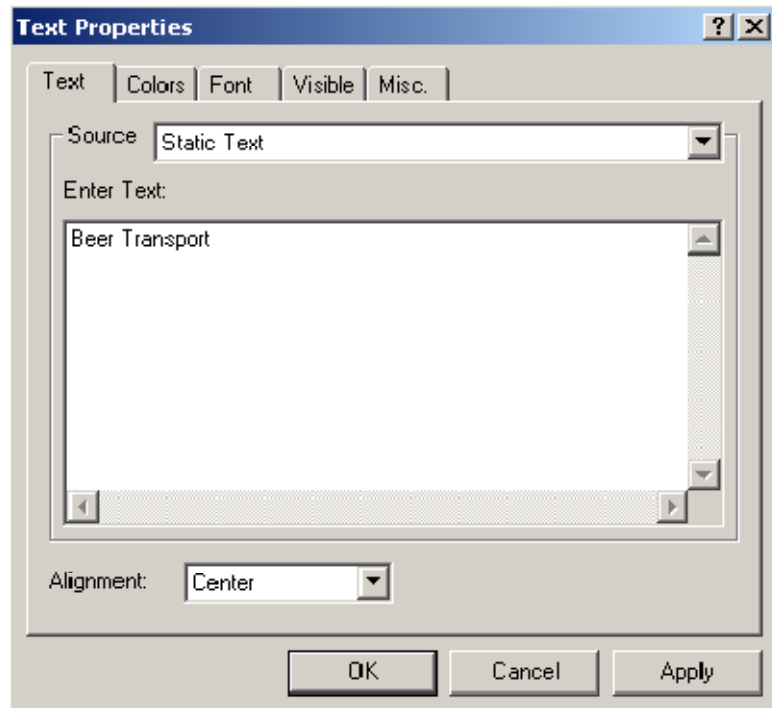 Text Properties
Text Colors Font Visible Misc.
Source Static Text
Enter Text:
Beer Transport
Alignment: Center
OK Cancel Apply